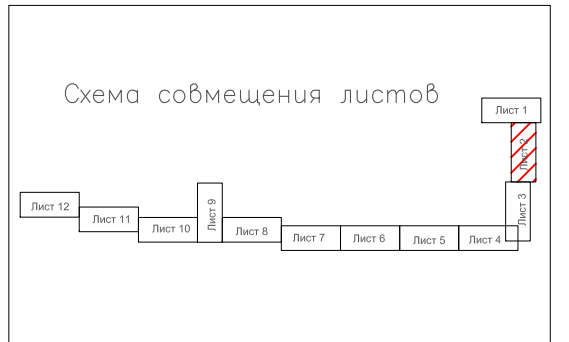 Схема совмещения листов
Лист 1
Лист 2
Лист 3
Лист 4
Лист 5
Лист 6
Лист 7
Лист 8
Лист 9
Лист 10
Лист 11
Лист 12